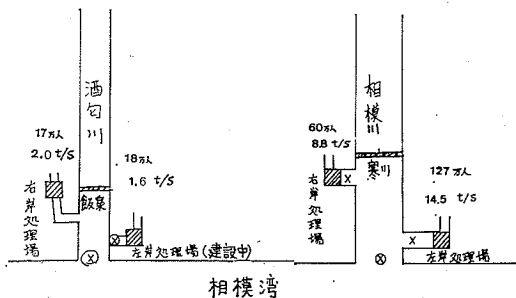 酒匂川
17万人
2.0 t/s
右岸処理場
飯泉
18万人
1.6 t/s
左岸処理場(建設中)
相模川
60万人
8.8 t/s
右岸処理場
寒川
127万人
14.5 t/s
左岸処理場
相模湾